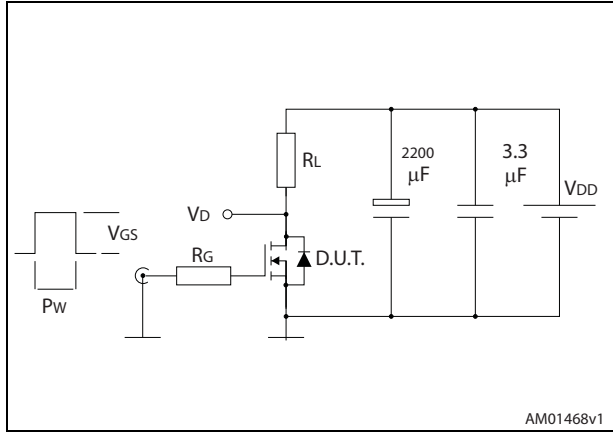 RL
2200
μF
3.3
μF
VDD
VD
VGS
RG
D.U.T.
PW
AM01468v1